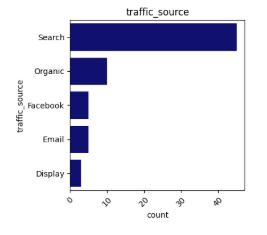 traffic_source
Search
Organic
Facebook
Email
Display
traffic_source
0
10
20
30
40
count